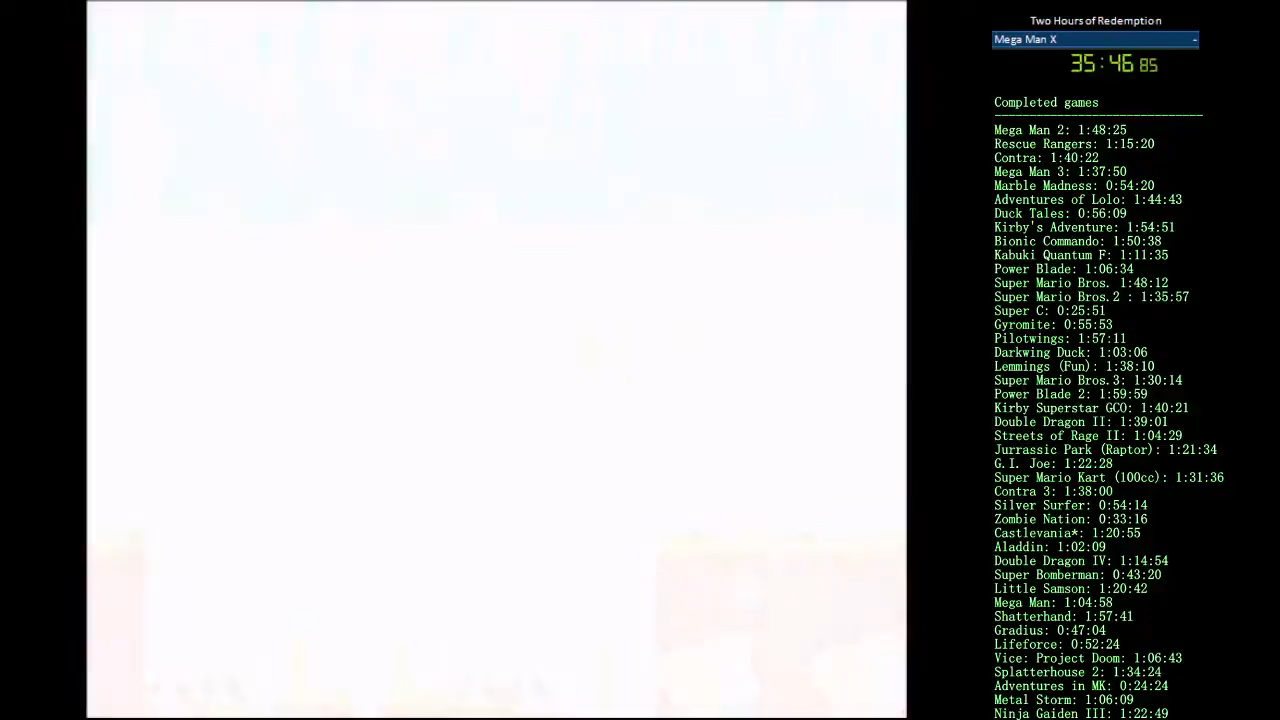 Two Hours of Redemption
Mega Man X -
35:46 85
Completed games
------------------------------
Mega Man 2: 1:48:25
Rescue Rangers: 1:15:20
Contra: 1:40:22
Mega Man 3: 1:37:50
Marble Madness: 0:54:20
Adventures of Lolo: 1:44:43
Duck Tales: 0:56:09
Kirby's Adventure: 1:54:51
Bionic Commando: 1:50:38
Kabuki Quantum F: 1:11:35
Power Blade: 1:06:34
Super Mario Bros. 1:48:12
Super Mario Bros.2 : 1:35:57
Super C: 0:25:51
Gyromite: 0:55:53
Pilotwings: 1:57:11
Darkwing Duck: 1:03:06
Lemmings (Fun): 1:38:10
Super Mario Bros.3: 1:30:14
Power Blade 2: 1:59:59
Kirby Superstar GCO: 1:40:21
Double Dragon II: 1:39:01
Streets of Rage II: 1:04:29
Jurrassic Park (Raptor): 1:21:34
G.I. Joe: 1:22:28
Super Mario Kart (100cc): 1:31:36
Contra 3: 1:38:00
Silver Surfer: 0:54:14
Zombie Nation: 0:33:16
Castlevania*: 1:20:55
Aladdin: 1:02:09
Double Dragon IV: 1:14:54
Super Bomberman: 0:43:20
Little Samson: 1:20:42
Mega Man: 1:04:58
Shatterhand: 1:57:41
Gradius: 0:47:04
Lifeforce: 0:52:24
Vice: Project Doom: 1:06:43
Splatterhouse 2: 1:34:24
Adventures in MK: 0:24:24
Metal Storm: 1:06:09
Ninja Gaiden III: 1:22:49